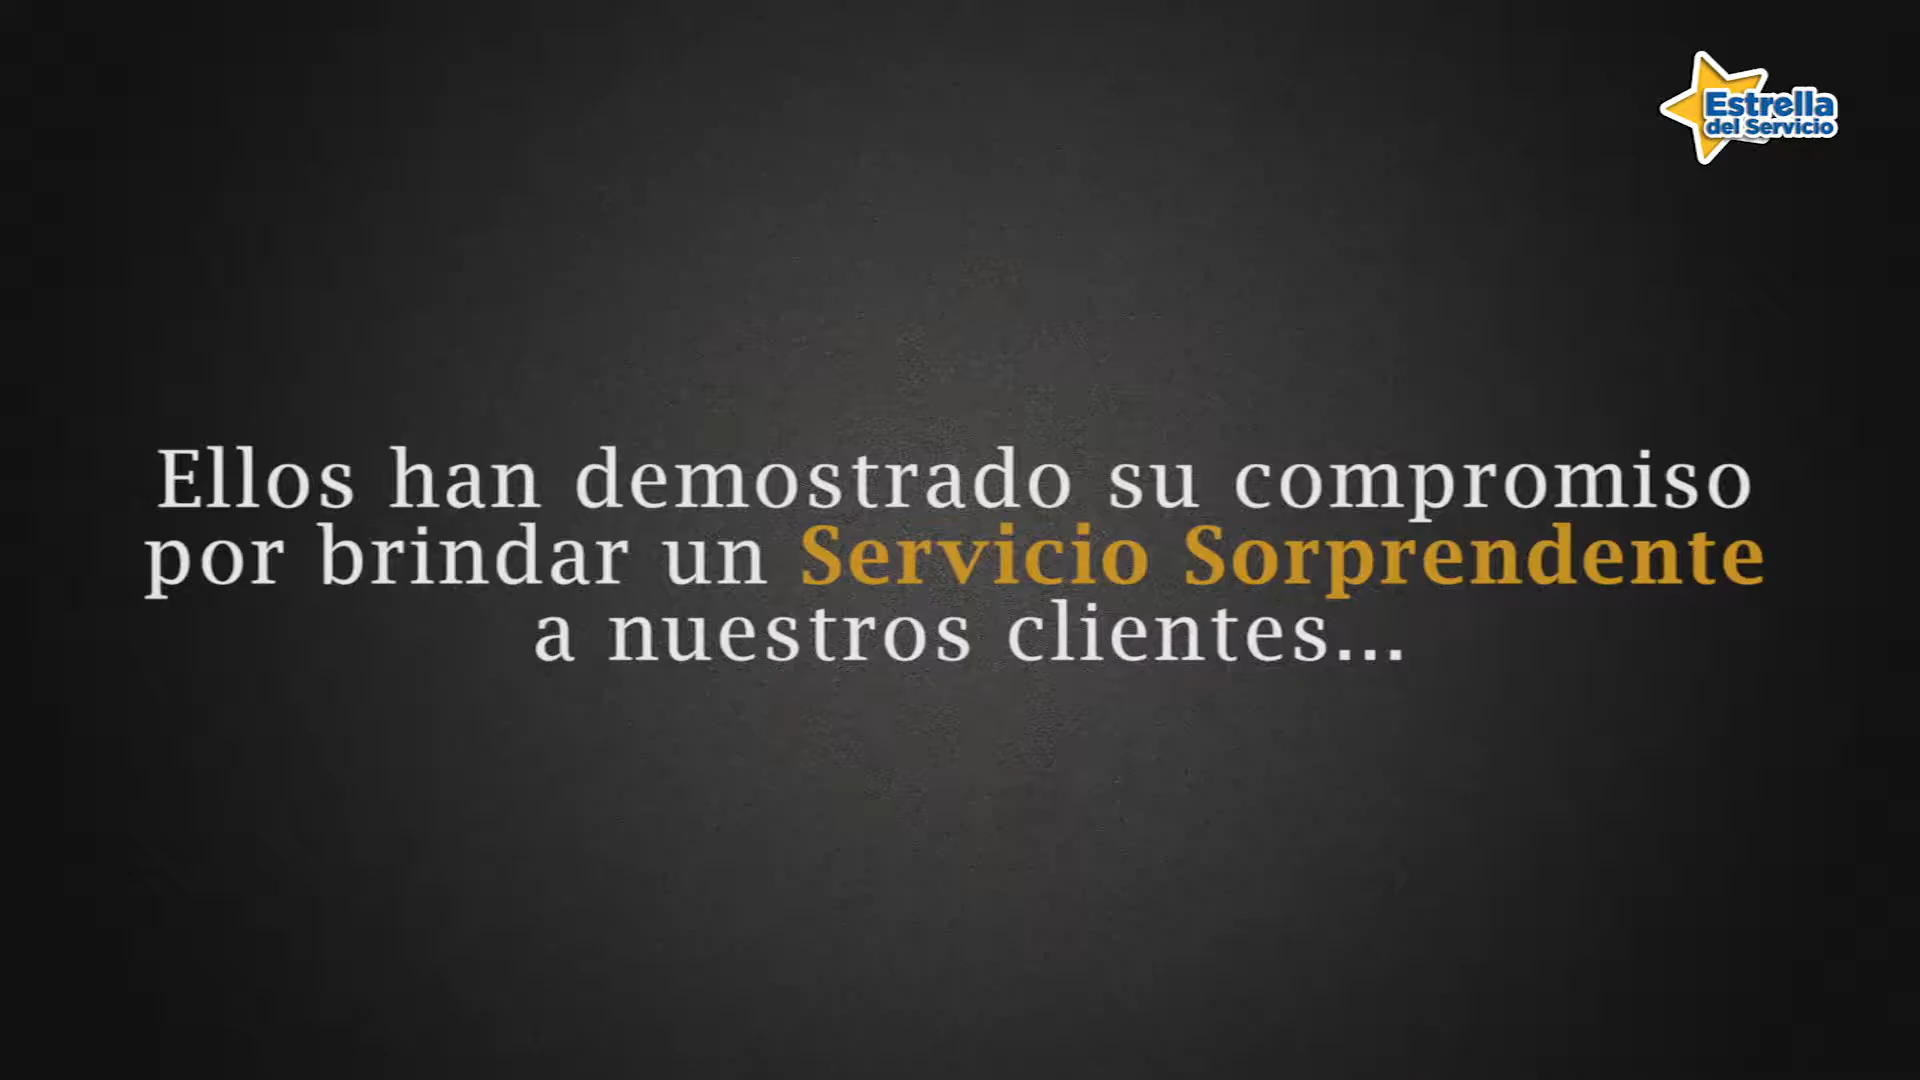 Estrella
del Servicio
Ellos han demostrado su compromiso
por brindar un Servicio Sorprendente
a nuestros clientes...